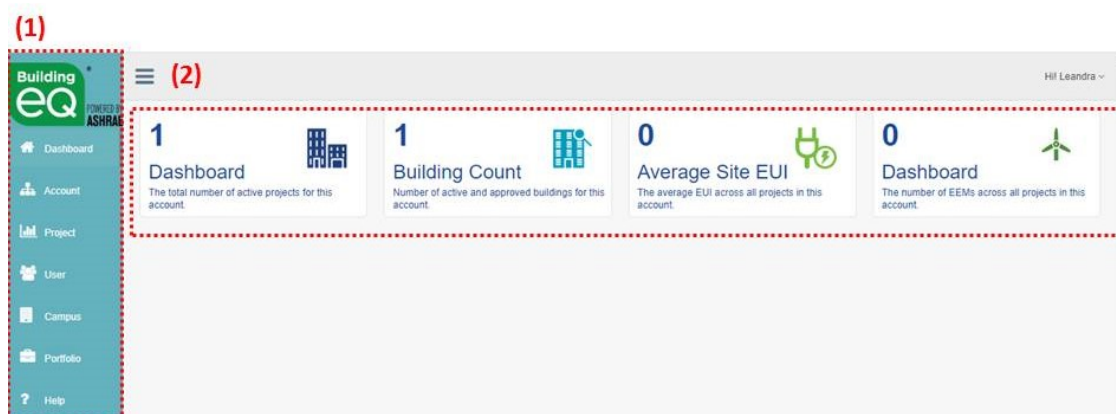 (1)
Building
eQ
POWERED BY
ASHRAE
Dashboard
Account
Project
User
Campus
Portfolio
? Help
(2)
Hi! Leandra
1
Dashboard
The total number of active projects for this
account.
1
Building Count
Number of active and approved buildings for this
account.
0
Average Site EUI
The average EUI across all projects in this
account.
0
Dashboard
The number of EEMs across all projects in this
account.